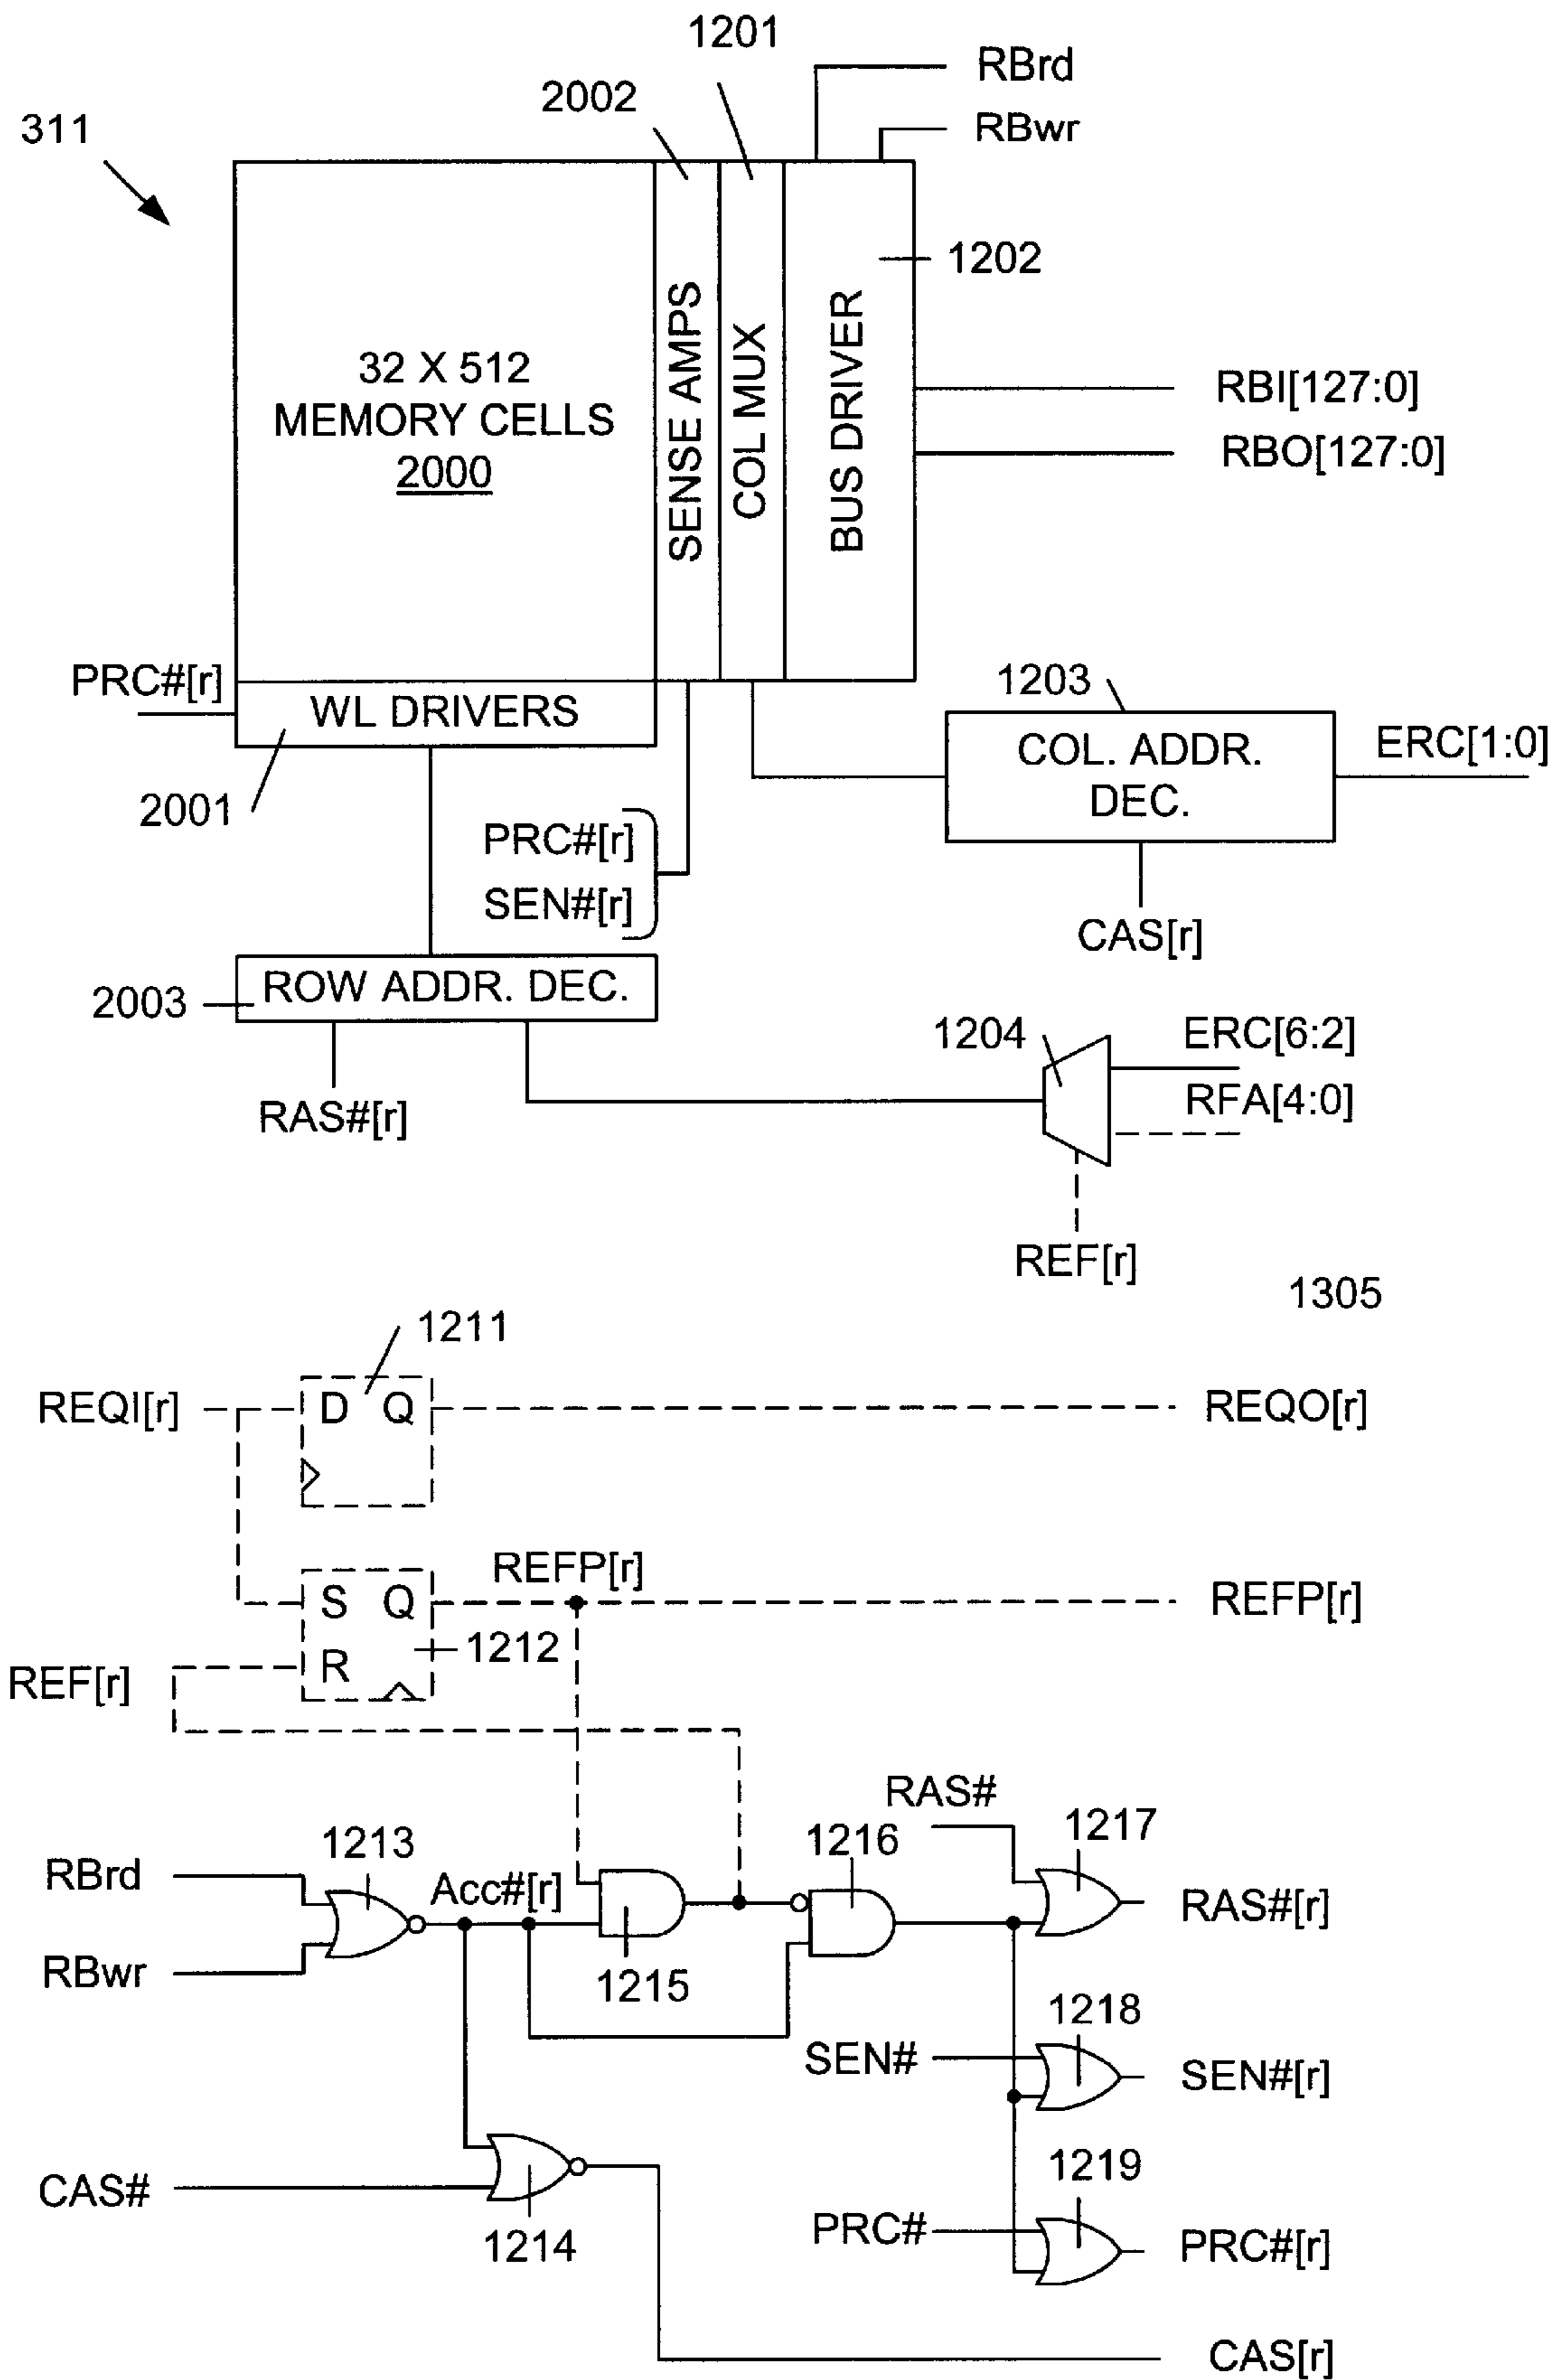 1201
RBrd
2002
RBwr
311
1202
32 X 512
MEMORY CELLS
2000
SENSE AMPS
COL MUX
BUS DRIVER
RBI[127:0]
RBO[127:0]
PRC#[r]
WL DRIVERS
1203
COL. ADDR.
DEC.
ERC[1:0]
2001
PRC#[r]
SEN#[r]
CAS[r]
2003
ROW ADDR. DEC.
1204
ERC[6:2]
RFA[4:0]
RAS#[r]
REF[r]
1305
1211
REQI[r]
D Q
REQO[r]
REFP[r]
S Q
REFP[r]
R
1212
REF[r]
RAS#
1217
1213
1216
RBrd
Acc#[r]
RAS#[r]
RBwr
1215
1218
SEN#
SEN#[r]
1219
CAS#
PRC#
PRC#[r]
1214
CAS[r]